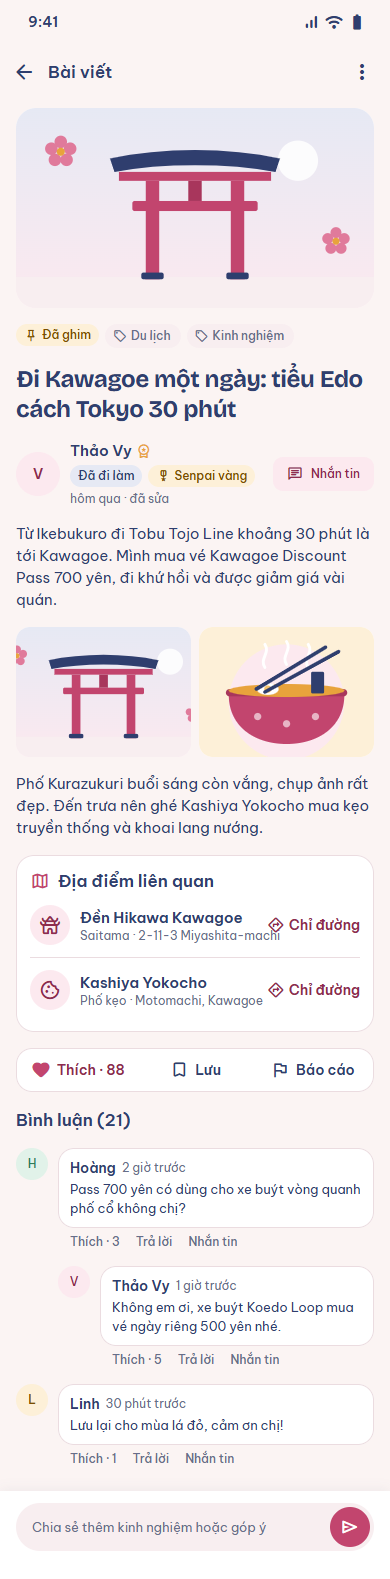 9:41
Bài viết
Đã ghim
Du lịch
Kinh nghiệm
Đi Kawagoe một ngày: tiểu Edo
cách Tokyo 30 phút
V
Thảo Vy
Đã đi làm
Senpai vàng
hôm qua · đã sửa
Nhắn tin
Từ Ikebukuro đi Tobu Tojo Line khoảng 30 phút là
tới Kawagoe. Mình mua vé Kawagoe Discount
Pass 700 yên, đi khứ hồi và được giảm giá vài
quán.
Phố Kurazukuri buổi sáng còn vắng, chụp ảnh rất
đẹp. Đến trưa nên ghé Kashiya Yokocho mua kẹo
truyền thống và khoai lang nướng.
Địa điểm liên quan
Đền Hikawa Kawagoe
Saitama · 2-11-3 Miyashita-machi
Chỉ đường
Kashiya Yokocho
Phố kẹo · Motomachi, Kawagoe
Chỉ đường
Thích · 88
Lưu
Báo cáo
Bình luận (21)
H
Hoàng 2 giờ trước
Pass 700 yên có dùng cho xe buýt vòng quanh
phố cổ không chị?
Thích · 3 Trả lời Nhắn tin
V
Thảo Vy 1 giờ trước
Không em ơi, xe buýt Koedo Loop mua
vé ngày riêng 500 yên nhé.
Thích · 5 Trả lời Nhắn tin
L
Linh 30 phút trước
Lưu lại cho mùa lá đỏ, cảm ơn chị!
Thích · 1 Trả lời Nhắn tin
Chia sẻ thêm kinh nghiệm hoặc góp ý